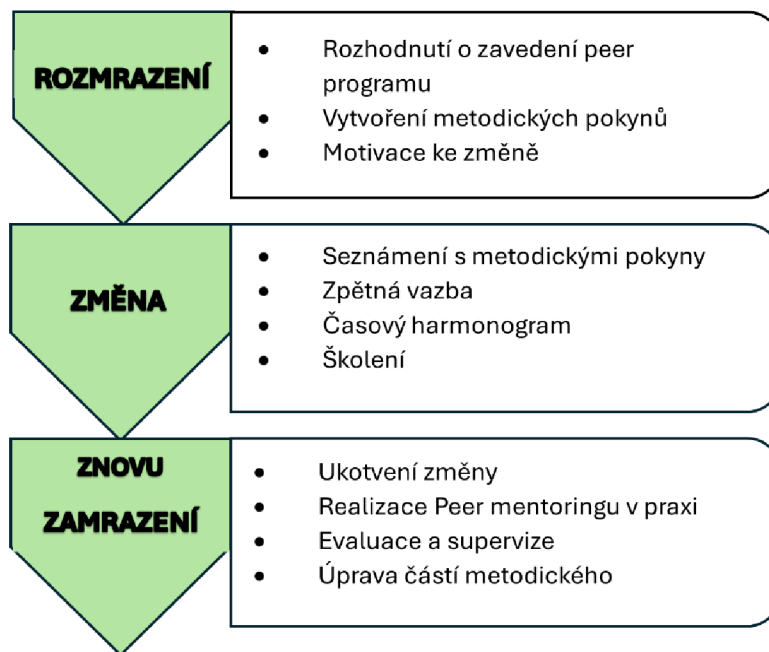 ROZMRAZENÍ
• Rozhodnutí o zavedení peer
programu
• Vytvoření metodických pokynů
• Motivace ke změně
ZMĚNA
• Seznámení s metodickými pokyny
• Zpětná vazba
• Časový harmonogram
• Školení
ZNOVU
ZAMRAZENÍ
• Ukotvení změny
• Realizace Peer mentoringu v praxi
• Evaluace a supervize
• Úprava částí metodického